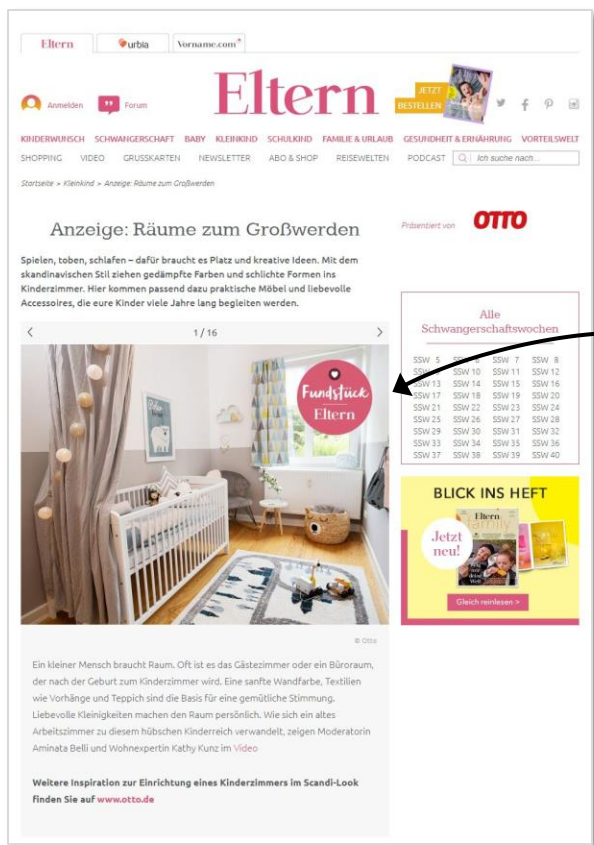 Eltern urbia Vorname.com
Eltern
JETZT
BESTELLEN
Anmelden Forum
KINDERWUNSCH SCHWANGERSCHAFT BABY KLEINKIND SCHULKIND FAMILIE & URLAUB GESUNDHEIT & ERNÄHRUNG VORTEILSWELT
SHOPPING VIDEO GRUSSKARTEN NEWSLETTER ABO & SHOP REISEWELTEN PODCAST Ich suche nach...
Startseite > Kleinkind > Anzeige: Räume zum Großwerden
Anzeige: Räume zum Großwerden
Präsentiert von OTTO
Spielen, toben, schlafen – dafür braucht es Platz und kreative Ideen. Mit dem
skandinavischen Stil ziehen gedämpfte Farben und schlichte Formen ins
Kinderzimmer. Hier kommen passend dazu praktische Möbel und liebevolle
Accessoires, die eure Kinder viele Jahre lang begleiten werden.
< 1 / 16 >
Fundstück
Eltern
© Otto
Ein kleiner Mensch braucht Raum. Oft ist es das Gästezimmer oder ein Büroraum,
der nach der Geburt zum Kinderzimmer wird. Eine sanfte Wandfarbe, Textilien
wie Vorhänge und Teppich sind die Basis für eine gemütliche Stimmung.
Liebevolle Kleinigkeiten machen den Raum persönlich. Wie sich ein altes
Arbeitszimmer zu diesem hübschen Kinderreich verwandelt, zeigen Moderatorin
Aminata Belli und Wohnexpertin Kathy Kunz im Video
Weitere Inspiration zur Einrichtung eines Kinderzimmers im Scandi-Look
finden Sie auf www.otto.de
Alle
Schwangerschaftswochen
SSW 5 SSW 7 SSW 8
SSW 10 SSW 11 SSW 12
SSW 13 SSW 14 SSW 15 SSW 16
SSW 17 SSW 18 SSW 19 SSW 20
SSW 21 SSW 22 SSW 23 SSW 24
SSW 25 SSW 26 SSW 27 SSW 28
SSW 29 SSW 30 SSW 31 SSW 32
SSW 33 SSW 34 SSW 35 SSW 36
SSW 37 SSW 38 SSW 39 SSW 40
BLICK INS HEFT
Jetzt
neu!
Eltern
family
Gleich reinlesen >